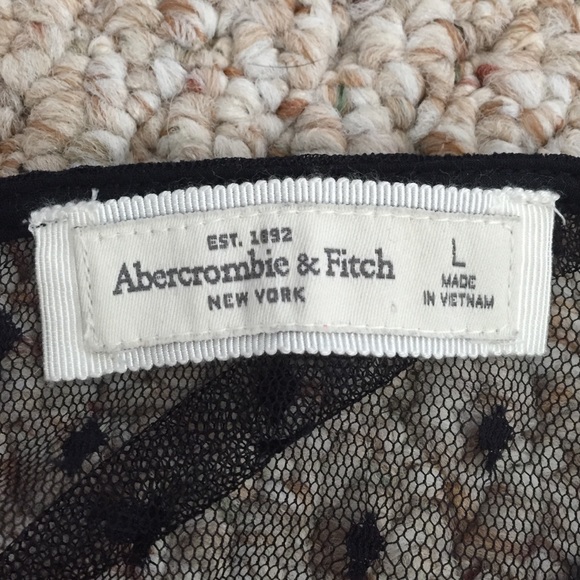 EST. 1892
Abercrombie & Fitch
NEW YORK
L
MADE
IN VIETNAM